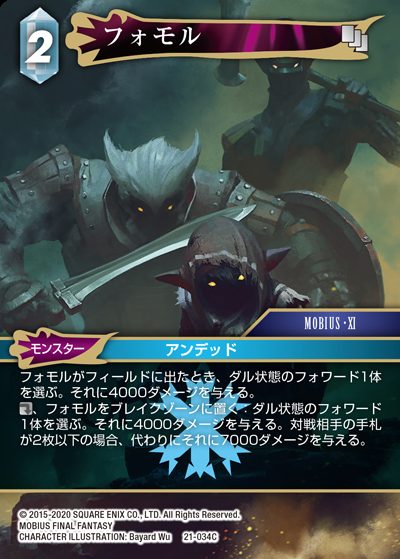 2
フォモル
MOBIUS・XI
モンスター
アンデッド
フォモルがフィールドに出たとき、ダル状態のフォワード1体
を選ぶ。それに4000ダメージを与える。
、フォモルをブレイクゾーンに置く：ダル状態のフォワード
1体を選ぶ。それに4000ダメージを与える。対戦相手の手札
が2枚以下の場合、代わりにそれに7000ダメージを与える。
© 2015-2020 SQUARE ENIX CO., LTD. All Rights Reserved.
MOBIUS FINAL FANTASY
CHARACTER ILLUSTRATION: Bayard Wu 21-034C